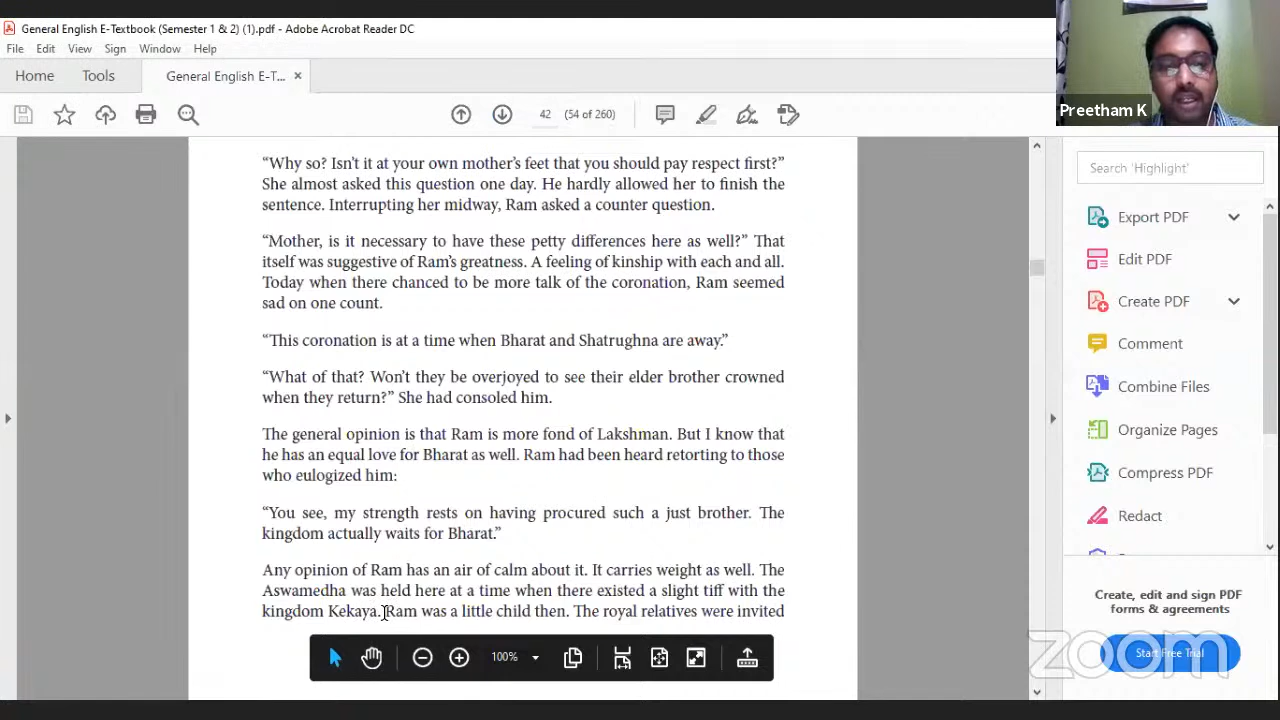 General English E-Textbook (Semester 1 & 2) (1).pdf - Adobe Acrobat Reader DC
File Edit View Sign Window Help
Home Tools General English E-T... ×
42 (54 of 260)
Preetham K
“Why so? Isn’t it at your own mother’s feet that you should pay respect first?”
She almost asked this question one day. He hardly allowed her to finish the
sentence. Interrupting her midway, Ram asked a counter question.
“Mother, is it necessary to have these petty differences here as well?” That
itself was suggestive of Ram’s greatness. A feeling of kinship with each and all.
Today when there chanced to be more talk of the coronation, Ram seemed
sad on one count.
“This coronation is at a time when Bharat and Shatrughna are away.”
“What of that? Won’t they be overjoyed to see their elder brother crowned
when they return?” She had consoled him.
The general opinion is that Ram is more fond of Lakshman. But I know that
he has an equal love for Bharat as well. Ram had been heard retorting to those
who eulogized him:
“You see, my strength rests on having procured such a just brother. The
kingdom actually waits for Bharat.”
Any opinion of Ram has an air of calm about it. It carries weight as well. The
Aswamedha was held here at a time when there existed a slight tiff with the
kingdom Kekaya. Ram was a little child then. The royal relatives were invited
100%
Search 'Highlight'
Export PDF
Edit PDF
Create PDF
Comment
Combine Files
Organize Pages
Compress PDF
Redact
Create, edit and sign PDF
forms & agreements
Start Free Trial
zoom